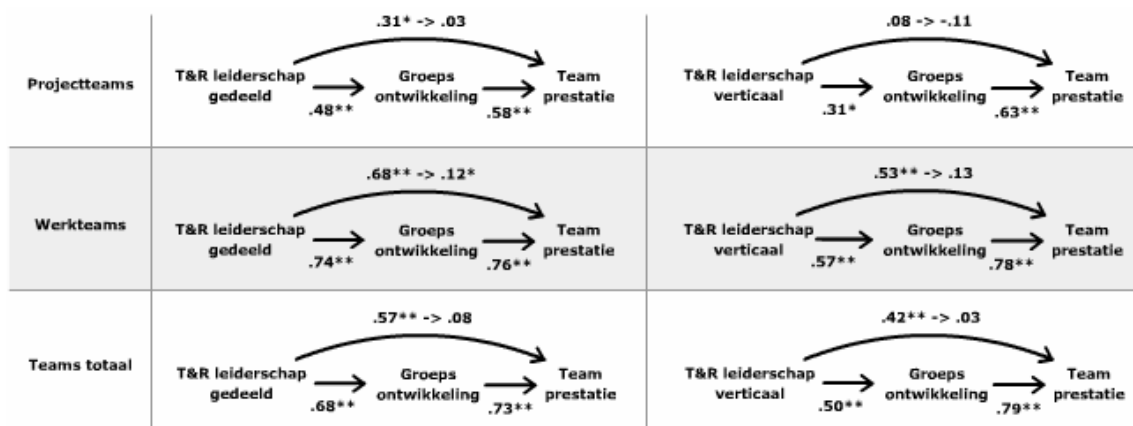 .31* -> .03
.08 -> -.11
Projectteams
T&R leiderschap gedeeld
Groeps ontwikkeling
Team prestatie
.48**
.58**
T&R leiderschap verticaal
Groeps ontwikkeling
Team prestatie
.31*
.63**
.68** -> .12*
.53** -> .13
Werkteams
T&R leiderschap gedeeld
Groeps ontwikkeling
Team prestatie
.74**
.76**
T&R leiderschap verticaal
Groeps ontwikkeling
Team prestatie
.57**
.78**
.57** -> .08
.42** -> .03
Teams totaal
T&R leiderschap gedeeld
Groeps ontwikkeling
Team prestatie
.68**
.73**
T&R leiderschap verticaal
Groeps ontwikkeling
Team prestatie
.50**
.79**